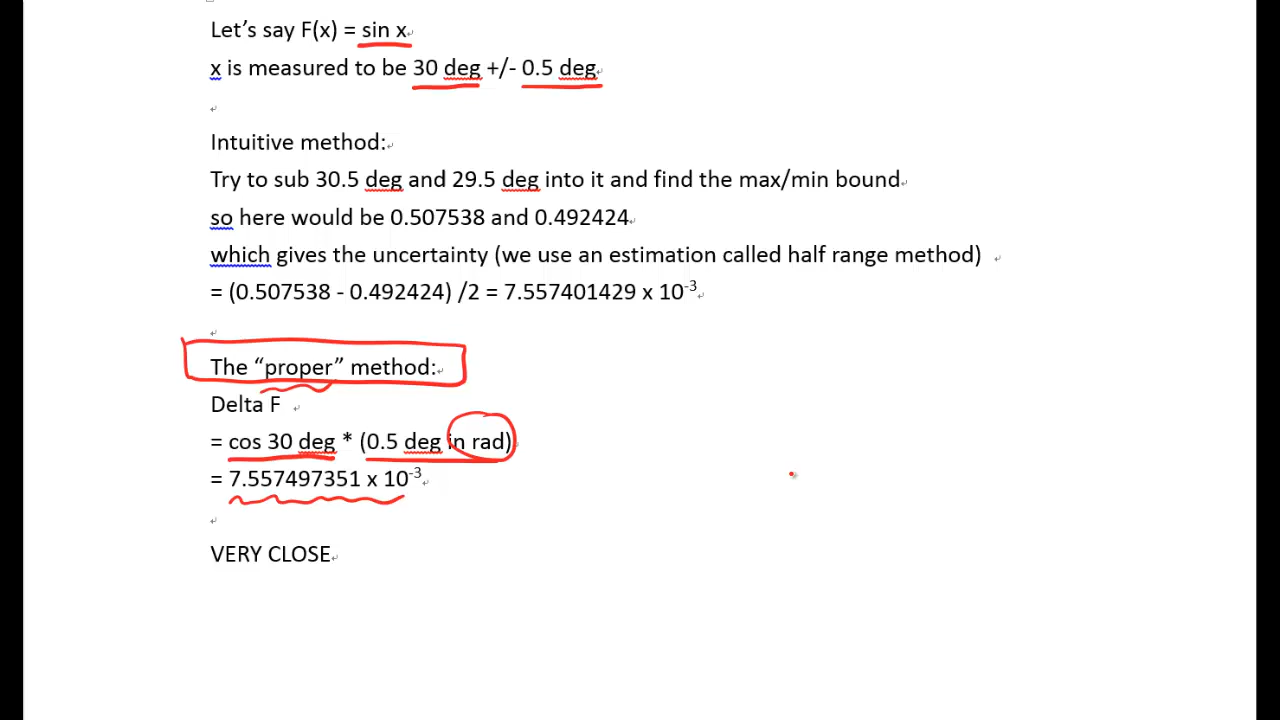 Let’s say F(x) = sin x
x is measured to be 30 deg +/- 0.5 deg
Intuitive method:
Try to sub 30.5 deg and 29.5 deg into it and find the max/min bound
so here would be 0.507538 and 0.492424
which gives the uncertainty (we use an estimation called half range method)
= (0.507538 - 0.492424) /2 = 7.557401429 x 10⁻³
The “proper” method:
Delta F
= cos 30 deg * (0.5 deg in rad)
= 7.557497351 x 10⁻³
VERY CLOSE